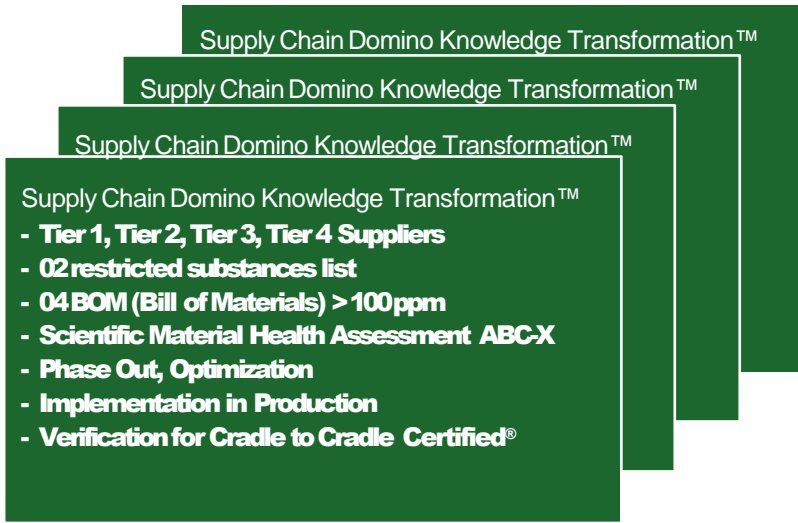 Supply Chain Domino Knowledge Transformation™
Supply Chain Domino Knowledge Transformation™
Supply Chain Domino Knowledge Transformation™
Supply Chain Domino Knowledge Transformation™
- Tier 1, Tier 2, Tier 3, Tier 4 Suppliers
- 02 restricted substances list
- 04 BOM (Bill of Materials) > 100 ppm
- Scientific Material Health Assessment ABC-X
- Phase Out, Optimization
- Implementation in Production
- Verification for Cradle to Cradle Certified®